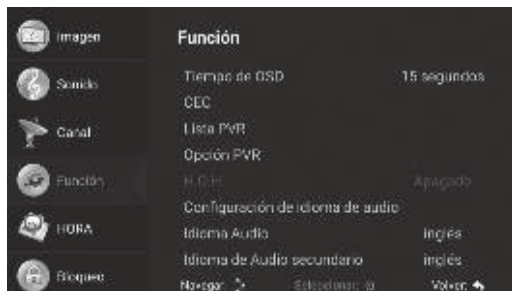 Imagen
Sonido
Canal
Función
HORA
Bloqueo
Función
Tiempo de OSD 15 segundos
CEC
Lista PVR
Opción PVR
H.O.H Apagado
Configuración de idioma de audio
Idioma Audio inglés
Idioma de Audio secundario inglés
Navegar Seleccionar Volver